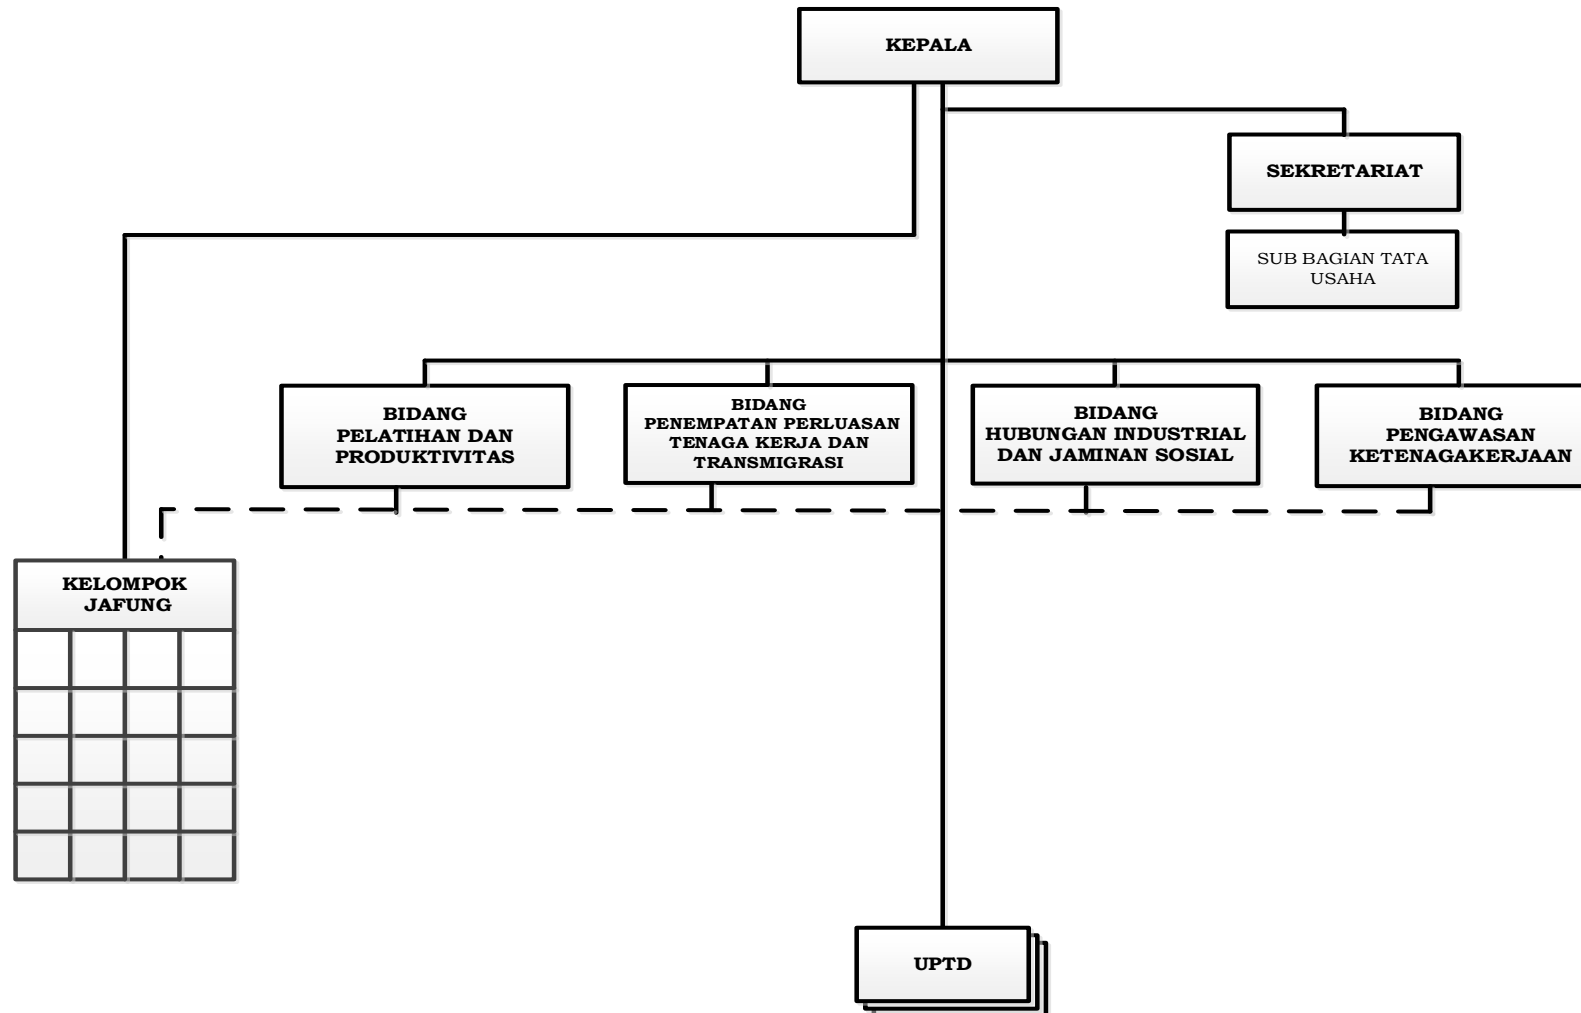 KEPALA
SEKRETARIAT
SUB BAGIAN TATA
USAHA
BIDANG
PELATIHAN DAN
PRODUKTIVITAS
BIDANG
PENEMPATAN PERLUASAN
TENAGA KERJA DAN
TRANSMIGRASI
BIDANG
HUBUNGAN INDUSTRIAL
DAN JAMINAN SOSIAL
BIDANG
PENGAWASAN
KETENAGAKERJAAN
KELOMPOK
JAFUNG
UPTD